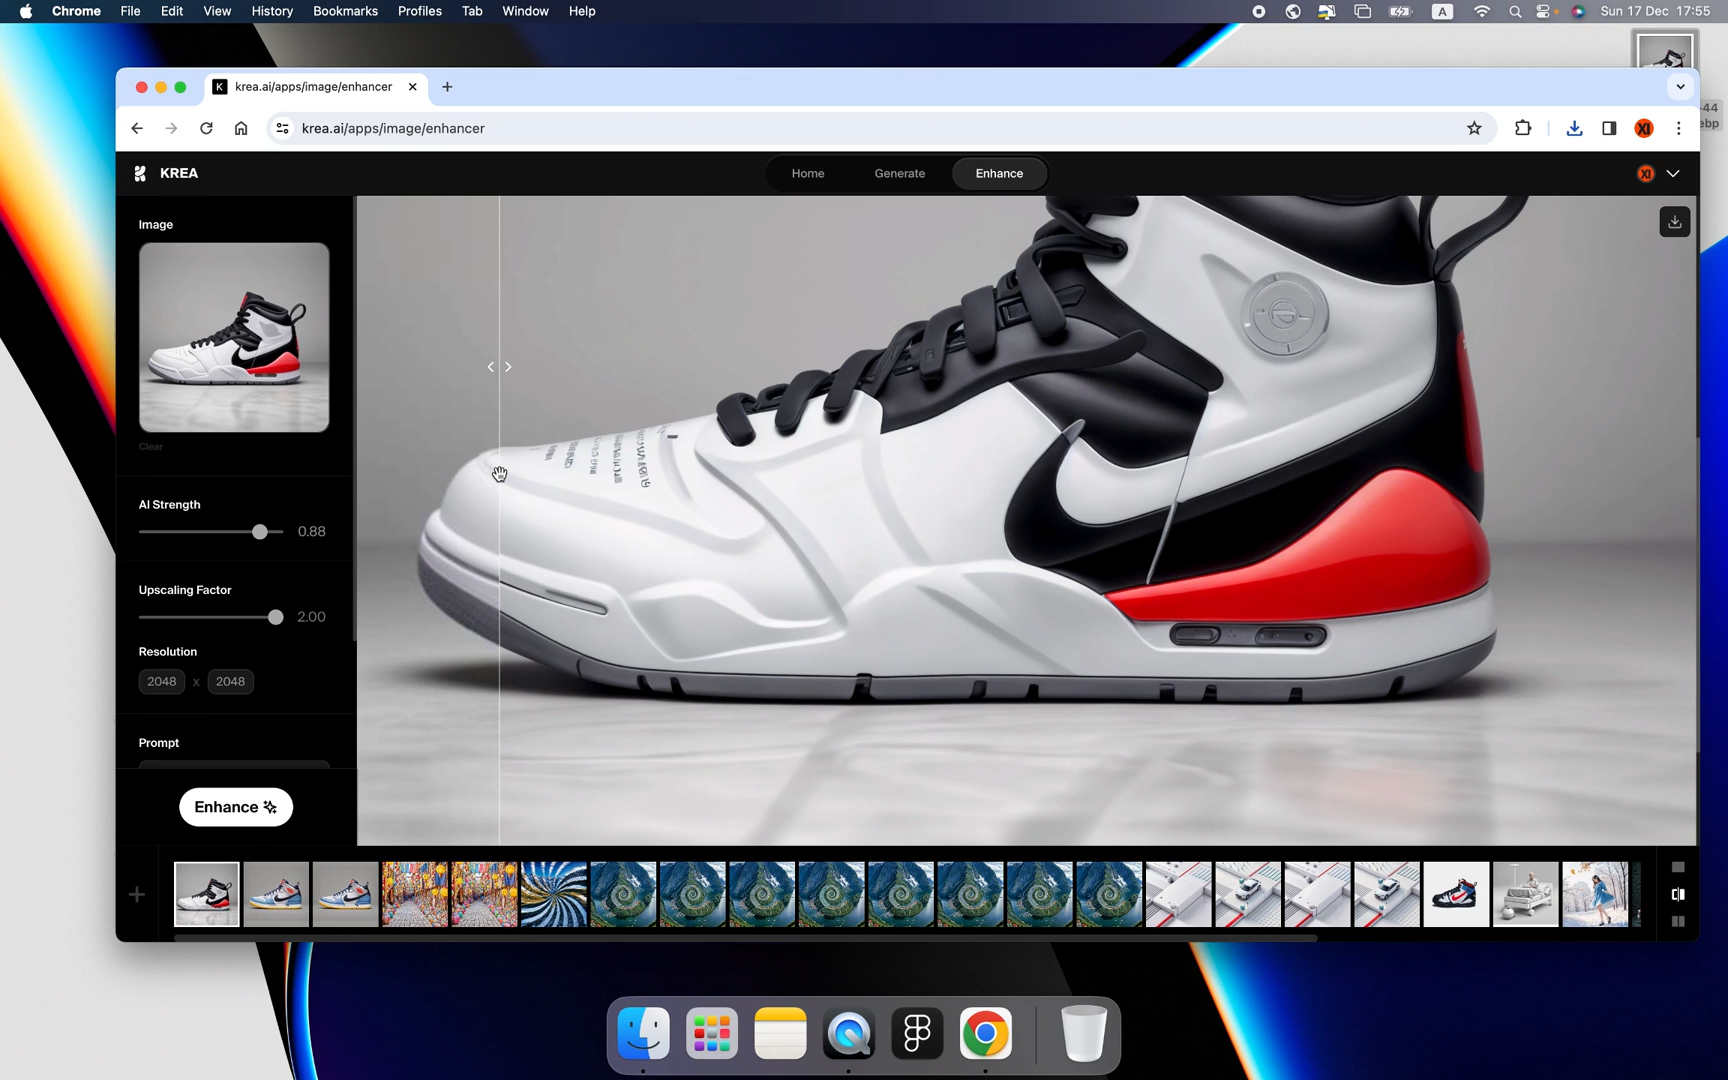 Chrome File Edit View History Bookmarks Profiles Tab Window Help A Sun 17 Dec 17:55
K krea.ai/apps/image/enhancer
krea.ai/apps/image/enhancer XI
KREA Home Generate Enhance XI
Image
Clear
AI Strength
0.88
Upscaling Factor
2.00
Resolution
2048 x 2048
Prompt
Enhance